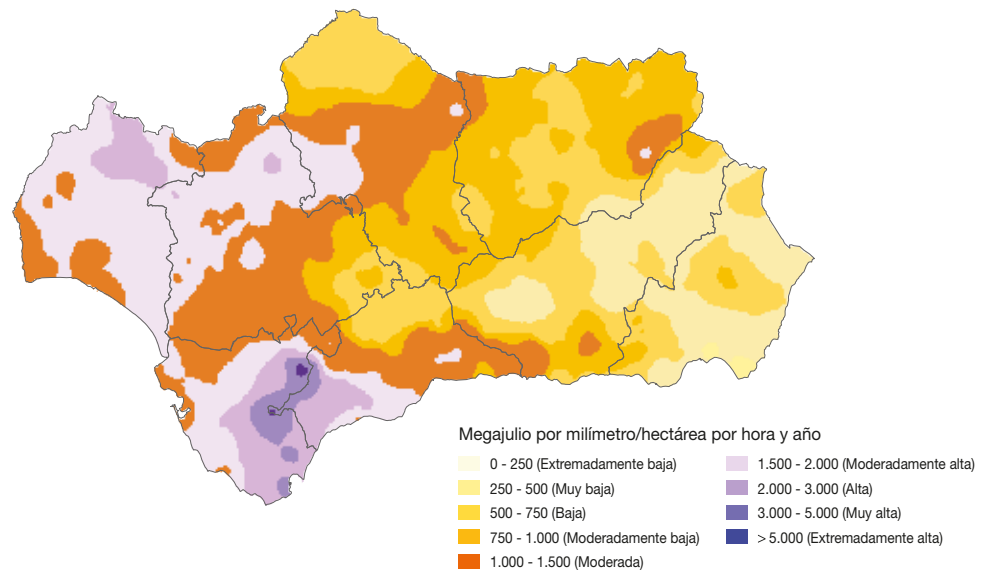 Megajulio por milímetro/hectárea por hora y año
0 - 250 (Extremadamente baja)
250 - 500 (Muy baja)
500 - 750 (Baja)
750 - 1.000 (Moderadamente baja)
1.000 - 1.500 (Moderada)
1.500 - 2.000 (Moderadamente alta)
2.000 - 3.000 (Alta)
3.000 - 5.000 (Muy alta)
> 5.000 (Extremadamente alta)